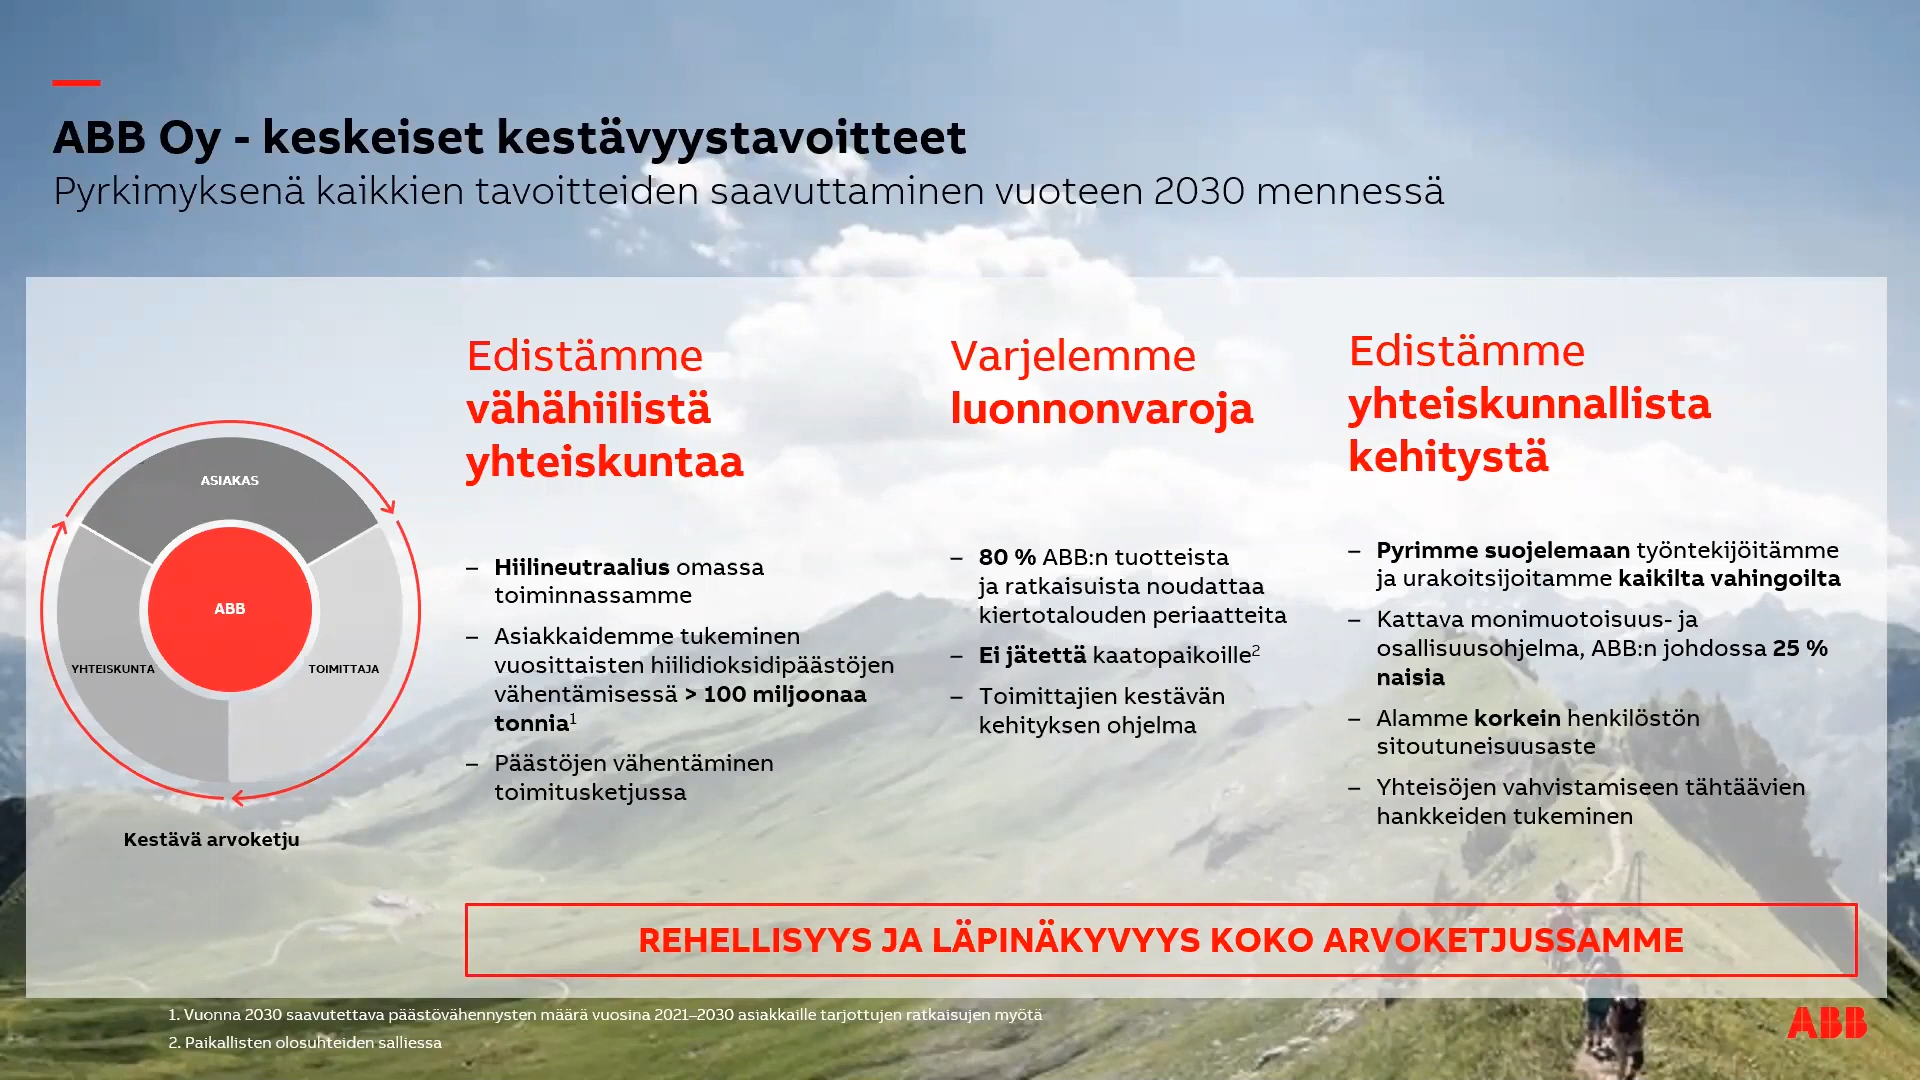 ABB Oy - keskeiset kestävyystavoitteet
Pyrkimyksenä kaikkien tavoitteiden saavuttaminen vuoteen 2030 mennessä
ASIAKAS
ABB
YHTEISKUNTA
TOIMITTAJA
Kestävä arvoketju
Edistämme
vähähiilistä
yhteiskuntaa
– Hiilineutraalius omassa
toiminnassamme
– Asiakkaidemme tukeminen
vuosittaisten hiilidioksidipäästöjen
vähentämisessä > 100 miljoonaa
tonnia¹
– Päästöjen vähentäminen
toimitusketjussa
Varjelemme
luonnonvaroja
– 80 % ABB:n tuotteista
ja ratkaisuista noudattaa
kiertotalouden periaatteita
– Ei jätettä kaatopaikoille²
– Toimittajien kestävän
kehityksen ohjelma
Edistämme
yhteiskunnallista
kehitystä
– Pyrimme suojelemaan työntekijöitämme
ja urakoitsijoitamme kaikilta vahingoilta
– Kattava monimuotoisuus- ja
osallisuusohjelma, ABB:n johdossa 25 %
naisia
– Alamme korkein henkilöstön
sitoutuneisuusaste
– Yhteisöjen vahvistamiseen tähtäävien
hankkeiden tukeminen
REHELLISYYS JA LÄPINÄKYVYYS KOKO ARVOKETJUSSAMME
1. Vuonna 2030 saavutettava päästövähennysten määrä vuosina 2021–2030 asiakkaille tarjottujen ratkaisujen myötä
2. Paikallisten olosuhteiden salliessa
ABB